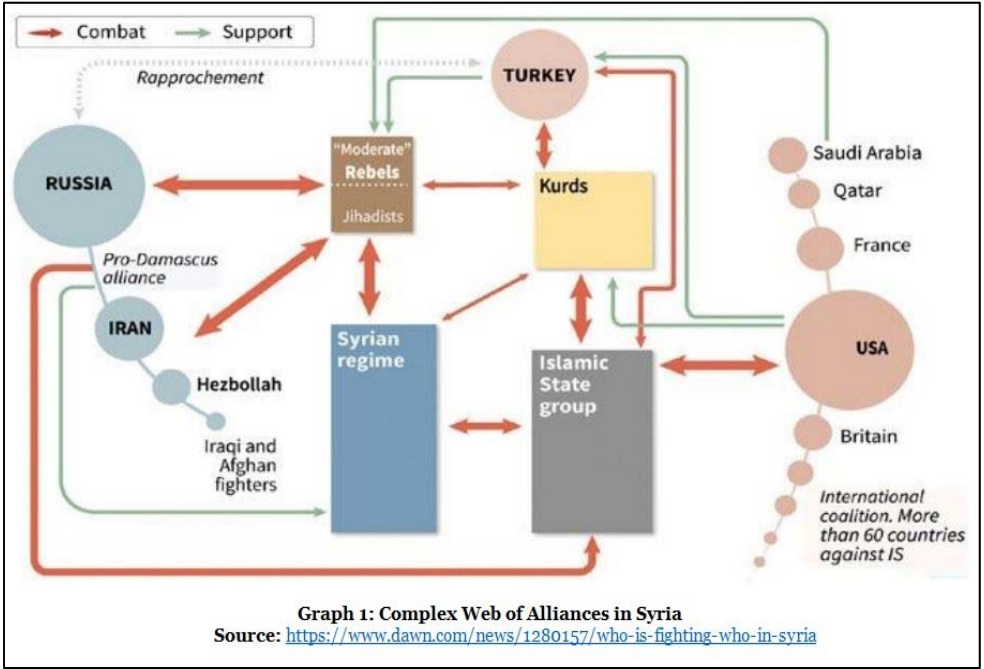 Combat
Support
Rapprochement
TURKEY
RUSSIA
"Moderate"
Rebels
Jihadists
Kurds
Saudi Arabia
Qatar
France
Pro-Damascus
alliance
IRAN
Hezbollah
Iraqi and
Afghan
fighters
Syrian
regime
Islamic
State
group
USA
Britain
International
coalition. More
than 60 countries
against IS
Graph 1: Complex Web of Alliances in Syria
Source: https://www.dawn.com/news/1280157/who-is-fighting-who-in-syria